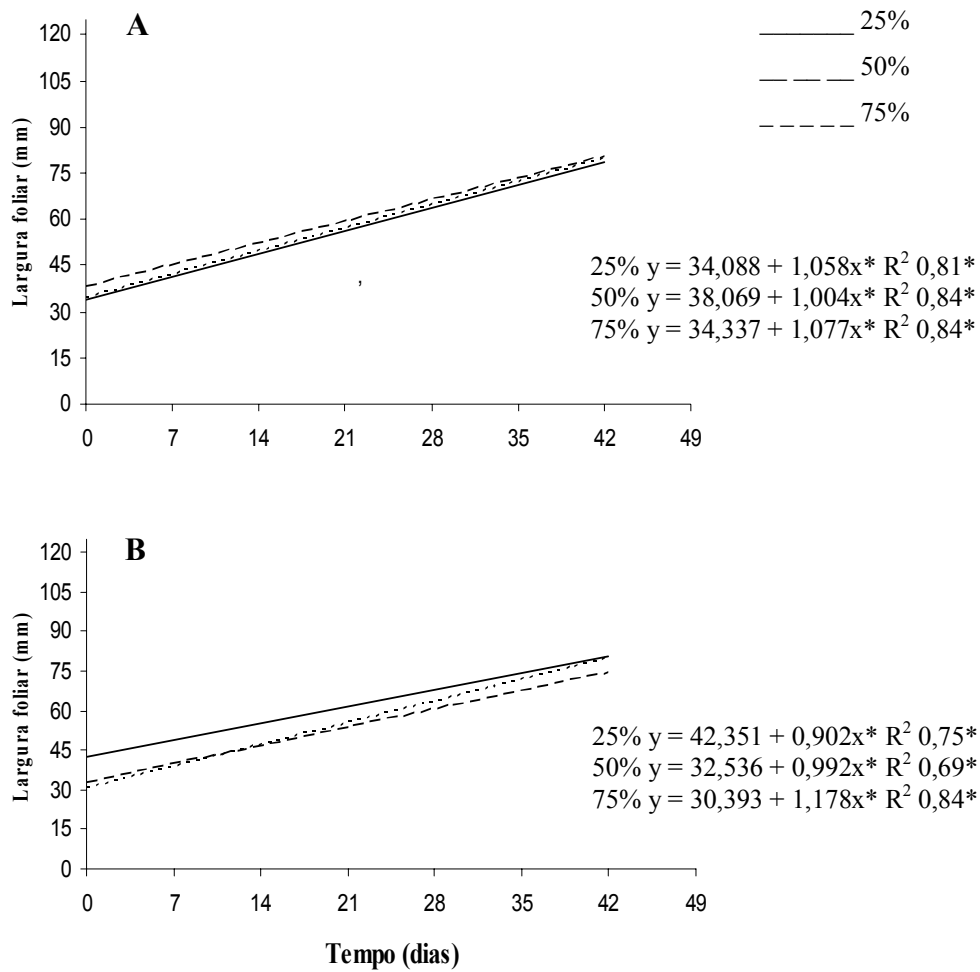 A
25%
50%
75%
Largura foliar (mm)
120
105
90
75
60
45
30
15
0
0 7 14 21 28 35 42 49
,
25% y = 34,088 + 1,058x* R² 0,81*
50% y = 38,069 + 1,004x* R² 0,84*
75% y = 34,337 + 1,077x* R² 0,84*
B
Largura foliar (mm)
120
105
90
75
60
45
30
15
0
0 7 14 21 28 35 42 49
25% y = 42,351 + 0,902x* R² 0,75*
50% y = 32,536 + 0,992x* R² 0,69*
75% y = 30,393 + 1,178x* R² 0,84*
Tempo (dias)